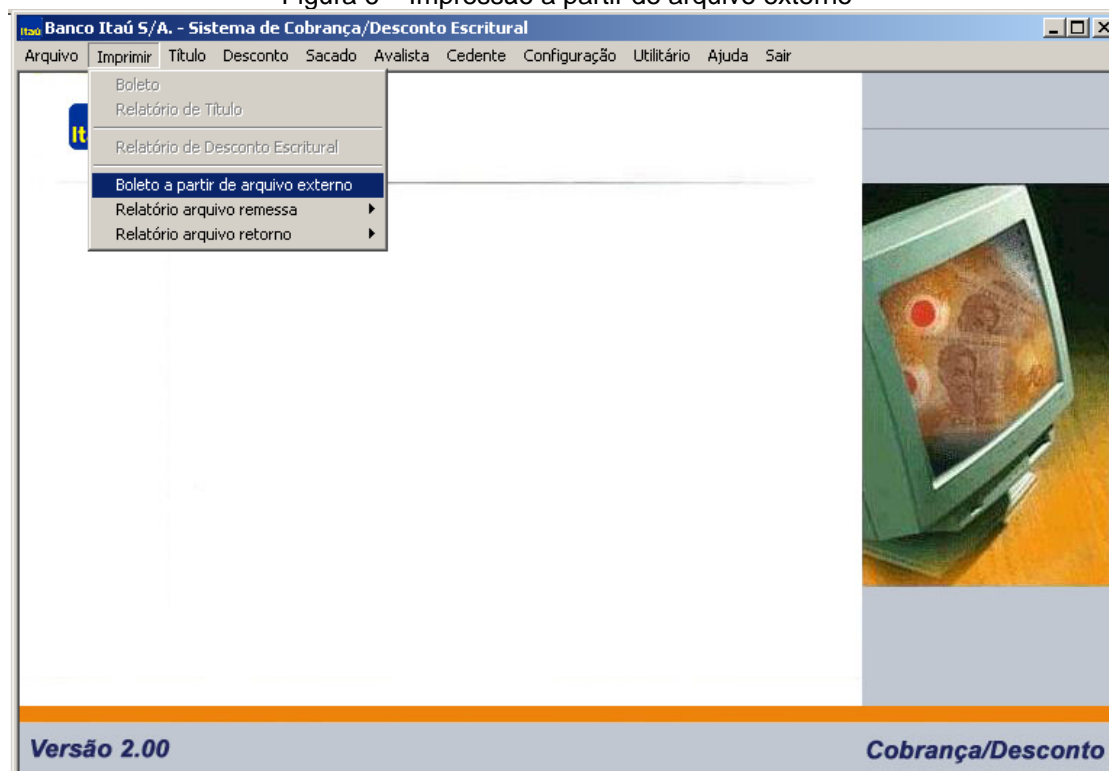 Figura 8 – Impressão a partir de arquivo externo
Itaú Banco Itaú S/A. - Sistema de Cobrança/Desconto Escritural
Arquivo Imprimir Título Desconto Sacado Avalista Cedente Configuração Utilitário Ajuda Sair
Boleto
Relatório de Título
Relatório de Desconto Escritural
Boleto a partir de arquivo externo
Relatório arquivo remessa
Relatório arquivo retorno
Versão 2.00
Cobrança/Desconto